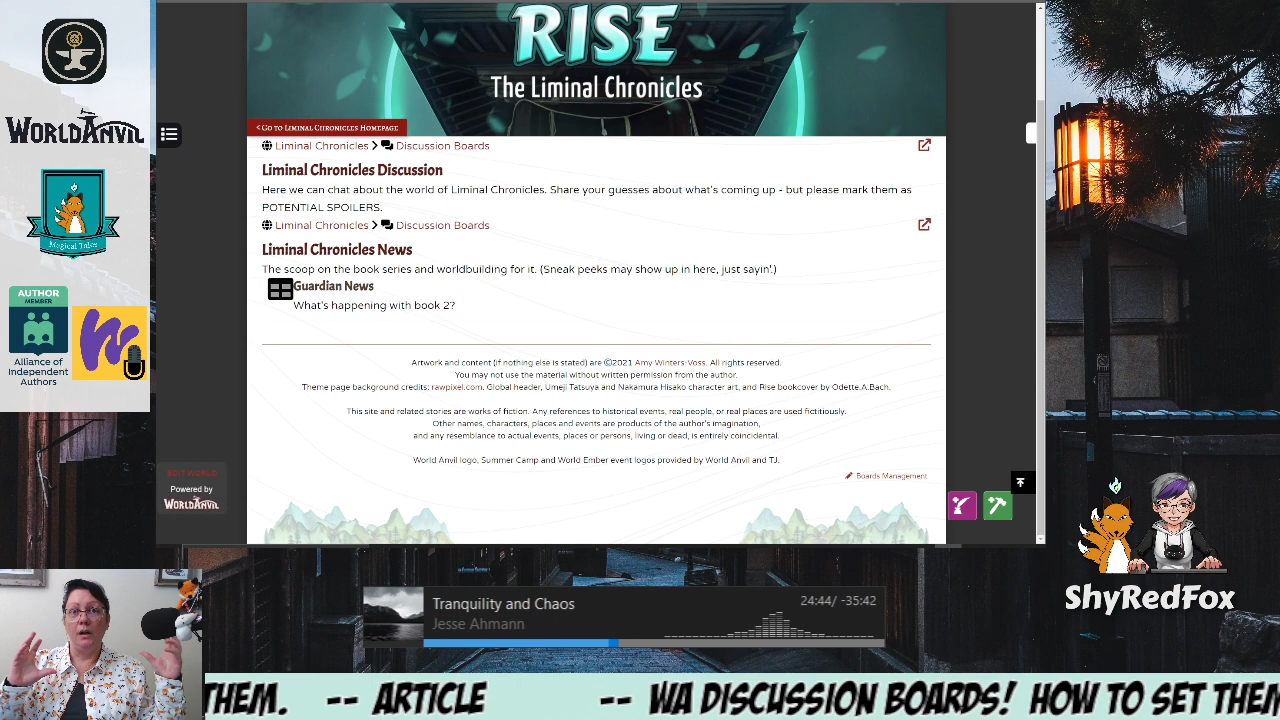 WORLDANVIL
Magical Tales
AUTHOR
MEMBER
Alliance of
Independent
Authors
RISE
The Liminal Chronicles
< Go to Liminal Chronicles Homepage
Liminal Chronicles > Discussion Boards
Liminal Chronicles Discussion
Here we can chat about the world of Liminal Chronicles. Share your guesses about what's coming up - but please mark them as
POTENTIAL SPOILERS.
Liminal Chronicles > Discussion Boards
Liminal Chronicles News
The scoop on the book series and worldbuilding for it. (Sneak peeks may show up in here, just sayin'.)
Guardian News
What's happening with book 2?
Artwork and content (if nothing else is stated) are ©2021 Amy Winters-Voss. All rights reserved.
You may not use the material without written permission from the author.
Theme page background credits: rawpixel.com. Global header, Umeji Tatsuya and Nakamura Hisako character art, and Rise bookcover by Odette.A.Bach.
This site and related stories are works of fiction. Any references to historical events, real people, or real places are used fictitiously.
Other names, characters, places and events are products of the author's imagination,
and any resemblance to actual events, places or persons, living or dead, is entirely coincidental.
World Anvil logo, Summer Camp and World Ember event logos provided by World Anvil and TJ.
Boards Management
EDIT WORLD
Powered by
WORLDANVIL
ShyRedFox
Tranquility and Chaos
24:44/ -35:42
Jesse Ahmann
THEM. -- ARTICLE -- WA DISCUSSION BOARDS! HOW TO SET THEM